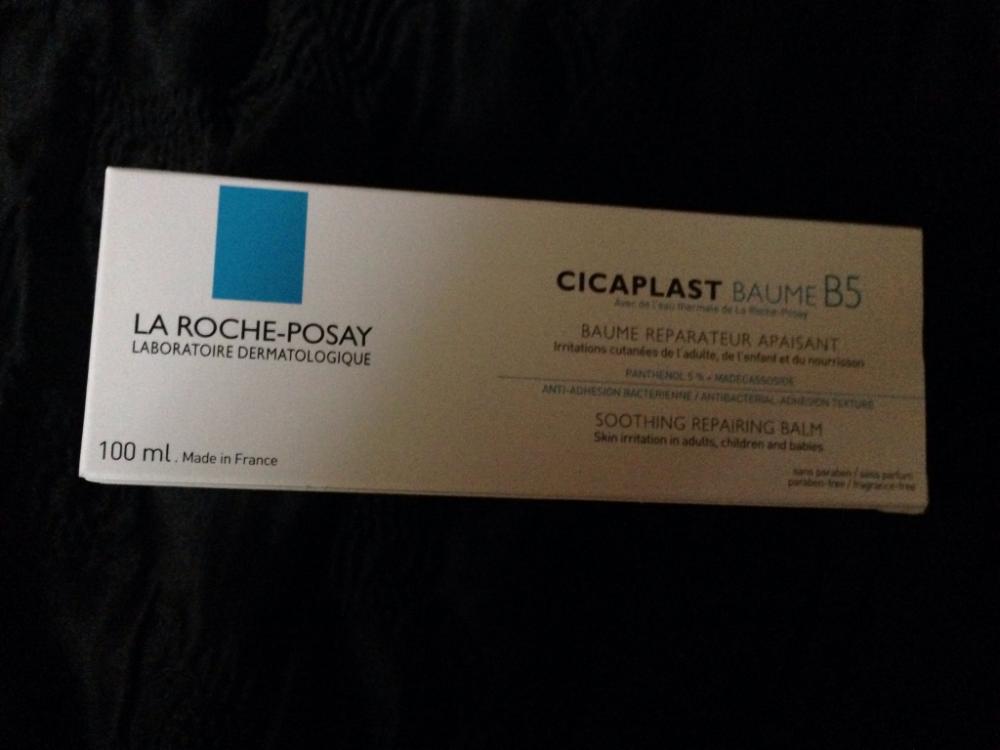 LA ROCHE-POSAY
LABORATOIRE DERMATOLOGIQUE
100 ml. Made in France
CICAPLAST BAUME B5
Avec de l'eau thermale de La Roche-Posay
BAUME REPARATEUR APAISANT
Irritations cutanées de l'adulte, de l'enfant et du nourrisson
PANTHENOL 5 % + MADECASSOSIDE
ANTI-ADHESION BACTERIENNE / ANTIBACTERIAL-ADHESION TEXTURE
SOOTHING REPAIRING BALM
Skin irritation in adults, children and babies
sans paraben / sans parfum
paraben-free / fragrance-free